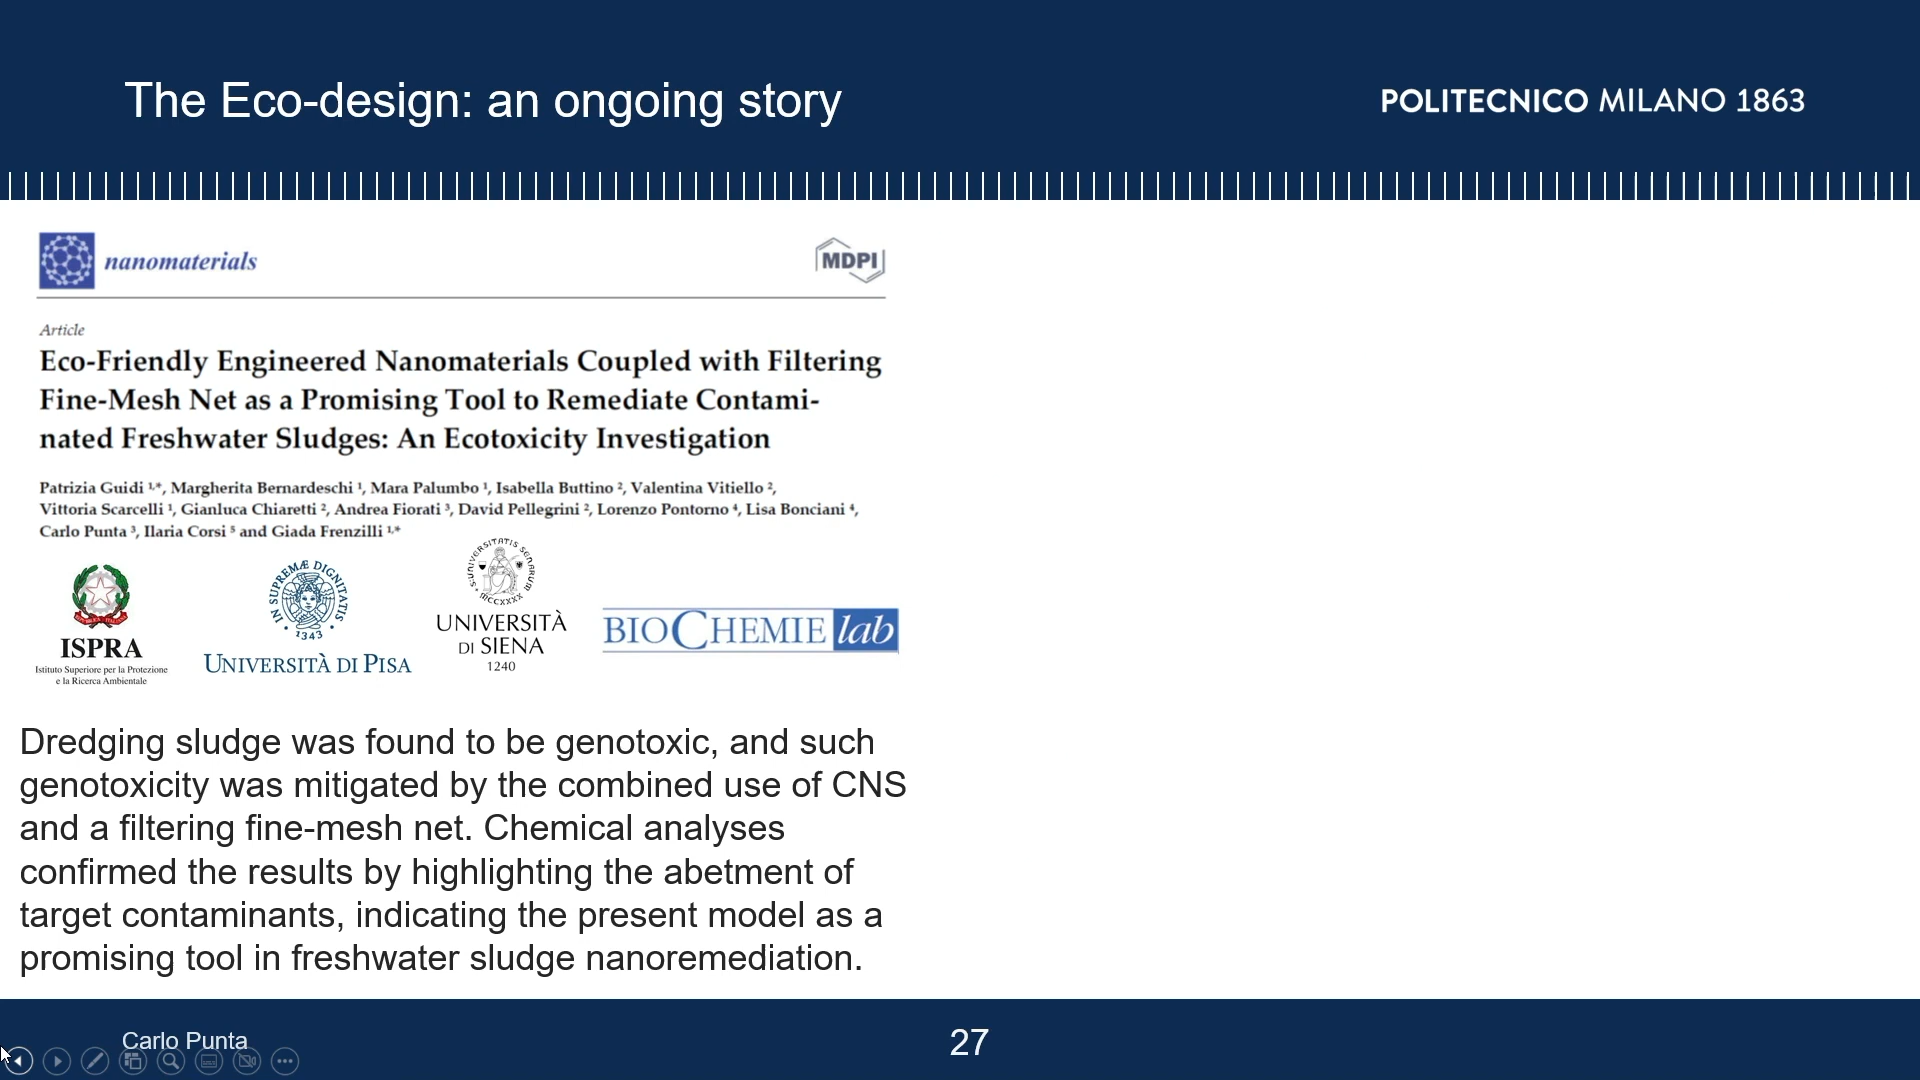 The Eco-design: an ongoing story
POLITECNICO MILANO 1863
nanomaterials
MDPI
Article
Eco-Friendly Engineered Nanomaterials Coupled with Filtering
Fine-Mesh Net as a Promising Tool to Remediate Contami-
nated Freshwater Sludges: An Ecotoxicity Investigation
Patrizia Guidi ¹,*, Margherita Bernardeschi ¹, Mara Palumbo ¹, Isabella Buttino ², Valentina Vitiello ²,
Vittoria Scarcelli ¹, Gianluca Chiaretti ², Andrea Fiorati ³, David Pellegrini ², Lorenzo Pontorno ⁴, Lisa Bonciani ⁴,
Carlo Punta ³, Ilaria Corsi ⁵ and Giada Frenzilli ¹,*
ISPRA
Istituto Superiore per la Protezione
e la Ricerca Ambientale
IN SUPREMÆ DIGNITATIS
1343
UNIVERSITÀ DI PISA
UNIVERSITÀ
DI SIENA
1240
BIOCHEMIE lab
Dredging sludge was found to be genotoxic, and such
genotoxicity was mitigated by the combined use of CNS
and a filtering fine-mesh net. Chemical analyses
confirmed the results by highlighting the abetment of
target contaminants, indicating the present model as a
promising tool in freshwater sludge nanoremediation.
Carlo Punta
27